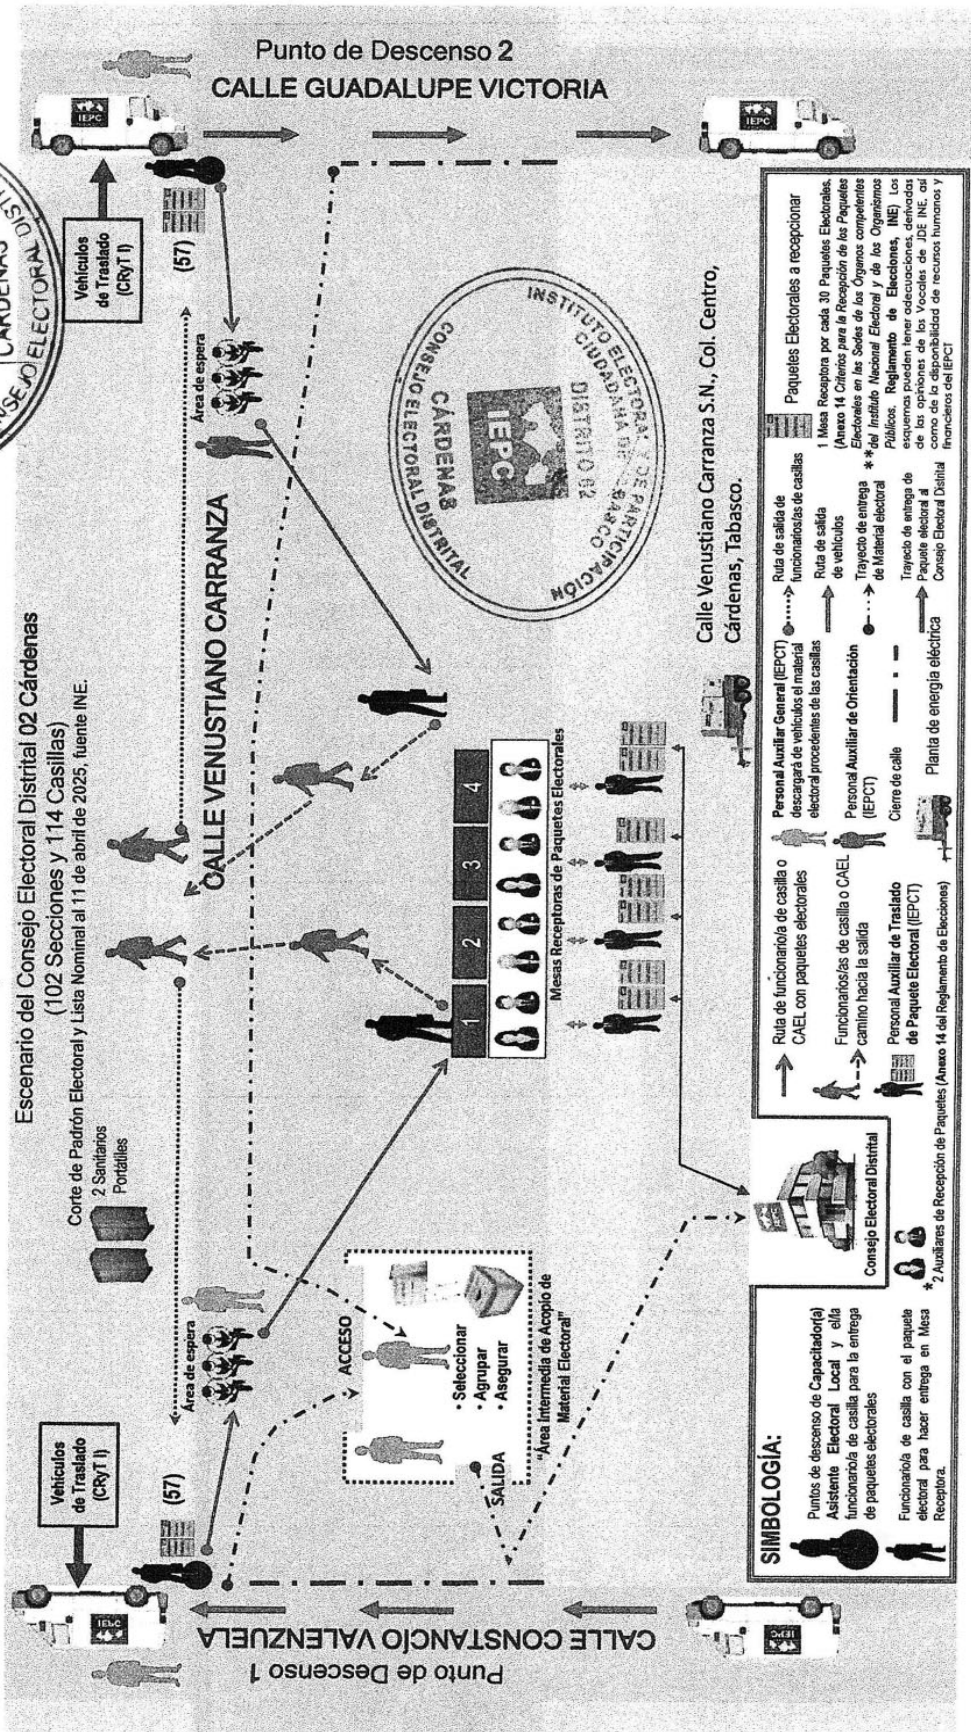 CÁRDENAS
CONSEJO ELECTORAL DISTRITAL
Escenario del Consejo Electoral Distrital 02 Cárdenas
(102 Secciones y 114 Casillas)
Corte de Padrón Electoral y Lista Nominal al 11 de abril de 2025, fuente INE.
2 Sanitarios
Portátiles
Vehículos
de Traslado
(CRyT I)
(57)
Área de espera
Vehículos
de Traslado
(CRyT I)
(57)
Área de espera
Punto de Descenso 1
CALLE CONSTANCÍO VALENZUELA
Punto de Descenso 2
CALLE GUADALUPE VICTORIA
CALLE VENUSTIANO CARRANZA
IEPC
IEPC
IEPC
IEPC
ACCESO
• Seleccionar
• Agrupar
• Asegurar
SALIDA
"Área Intermedia de Acopio de
Material Electoral"
1
2
3
4
Mesas Receptoras de Paquetes Electorales
INSTITUTO ELECTORAL Y DE PARTICIPACIÓN
CIUDADANA DE TABASCO
DISTRITO 02
IEPC
CÁRDENAS
CONSEJO ELECTORAL DISTRITAL
Calle Venustiano Carranza S.N., Col. Centro,
Cárdenas, Tabasco.
Consejo Electoral Distrital
SIMBOLOGÍA:
Puntos de descenso de Capacitador(a)
Asistente Electoral Local y el/la
funcionario/a de casilla para la entrega
de paquetes electorales
Funcionario/a de casilla con el paquete
electoral para hacer entrega en Mesa
Receptora.
*2 Auxiliares de Recepción de Paquetes (Anexo 14 del Reglamento de Elecciones)
Ruta de funcionario/a de casilla o
CAEL con paquetes electorales
Funcionarios/as de casilla o CAEL
camino hacia la salida
Personal Auxiliar de Traslado
de Paquete Electoral (IEPCT)
Personal Auxiliar General (IEPCT)
descargará de vehículos el material
electoral procedentes de las casillas
Personal Auxiliar de Orientación
(IEPCT)
Cierre de calle
Planta de energía eléctrica
Ruta de salida de
funcionarios/as de casillas
Ruta de salida
de vehículos
Trayecto de entrega
de Material electoral
Trayecto de entrega de
Paquete electoral al
Consejo Electoral Distrital
Paquetes Electorales a recepcionar
1 Mesa Receptora por cada 30 Paquetes Electorales.
(Anexo 14 Criterios para la Recepción de los Paquetes
Electorales en las Sedes de los Órganos competentes
**del Instituto Nacional Electoral y de los Organismos
Públicos, Reglamento de Elecciones, INE) Los
esquemas pueden tener adecuaciones, derivadas
de las opiniones de los Vocales de JDE INE, así
como de la disponibilidad de recursos humanos y
financieros del IEPCT